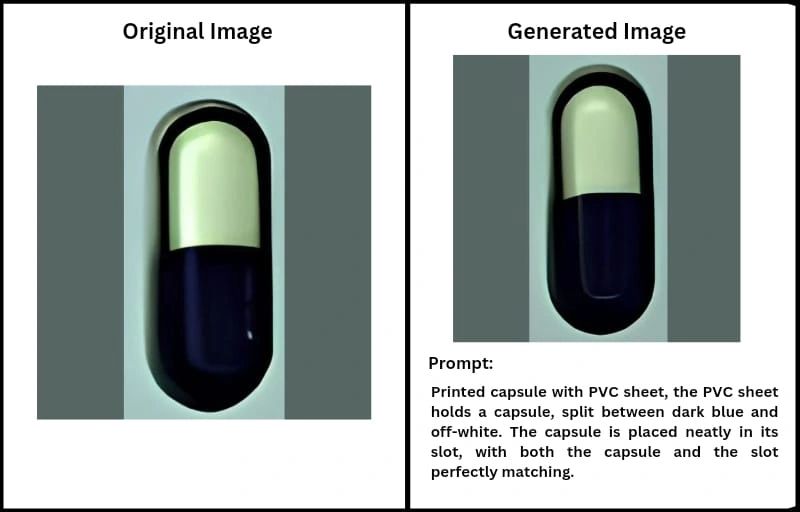 Original Image
Generated Image
Prompt:
Printed capsule with PVC sheet, the PVC sheet
holds a capsule, split between dark blue and
off-white. The capsule is placed neatly in its
slot, with both the capsule and the slot
perfectly matching.